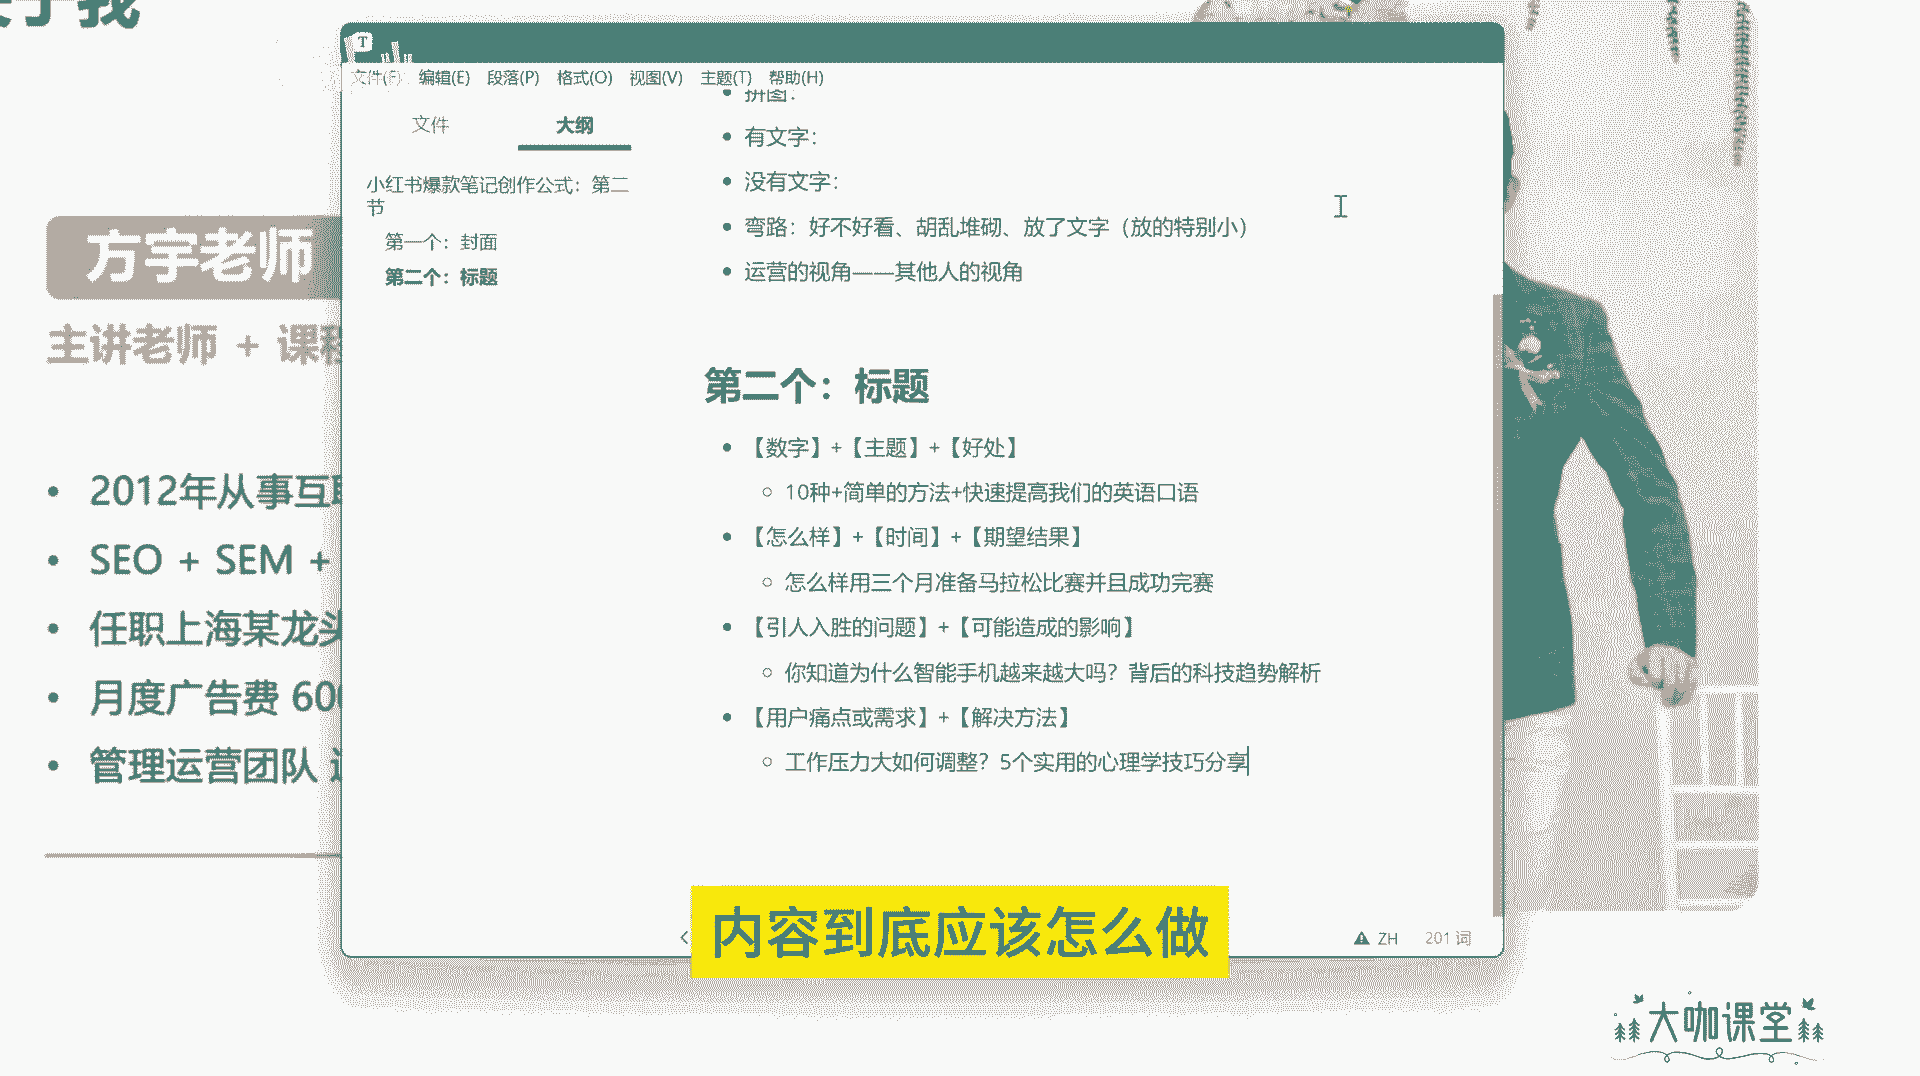 关于我
方宇老师
主讲老师 + 课程
2012年从事互联
SEO + SEM +
任职上海某龙头
月度广告费 600
管理运营团队
T
文件(F) 编辑(E) 段落(P) 格式(O) 视图(V) 主题(T) 帮助(H)
文件 大纲
小红书爆款笔记创作公式：第二
节
第一个：封面
第二个：标题
拼图：
有文字：
没有文字：
弯路：好不好看、胡乱堆砌、放了文字（放的特别小）
运营的视角——其他人的视角
第二个：标题
【数字】+【主题】+【好处】
10种+简单的方法+快速提高我们的英语口语
【怎么样】+【时间】+【期望结果】
怎么样用三个月准备马拉松比赛并且成功完赛
【引人入胜的问题】+【可能造成的影响】
你知道为什么智能手机越来越大吗？背后的科技趋势解析
【用户痛点或需求】+【解决方法】
工作压力大如何调整？5个实用的心理学技巧分享
内容到底应该怎么做
ZH 201 词
大咖课堂